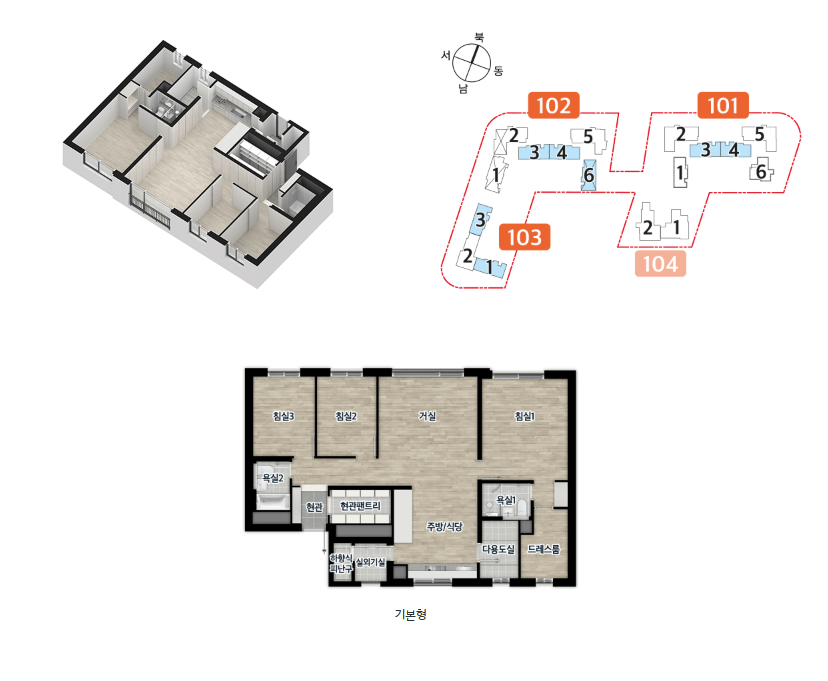 북
서
동
남
102
101
2
5
3
4
1
6
2
5
3
4
1
6
3
103
2
1
2
1
104
침실3
침실2
거실
침실1
욕실2
현관
현관팬트리
욕실1
주방/식당
하향식
피난구
실외기실
다용도실
드레스룸
기본형